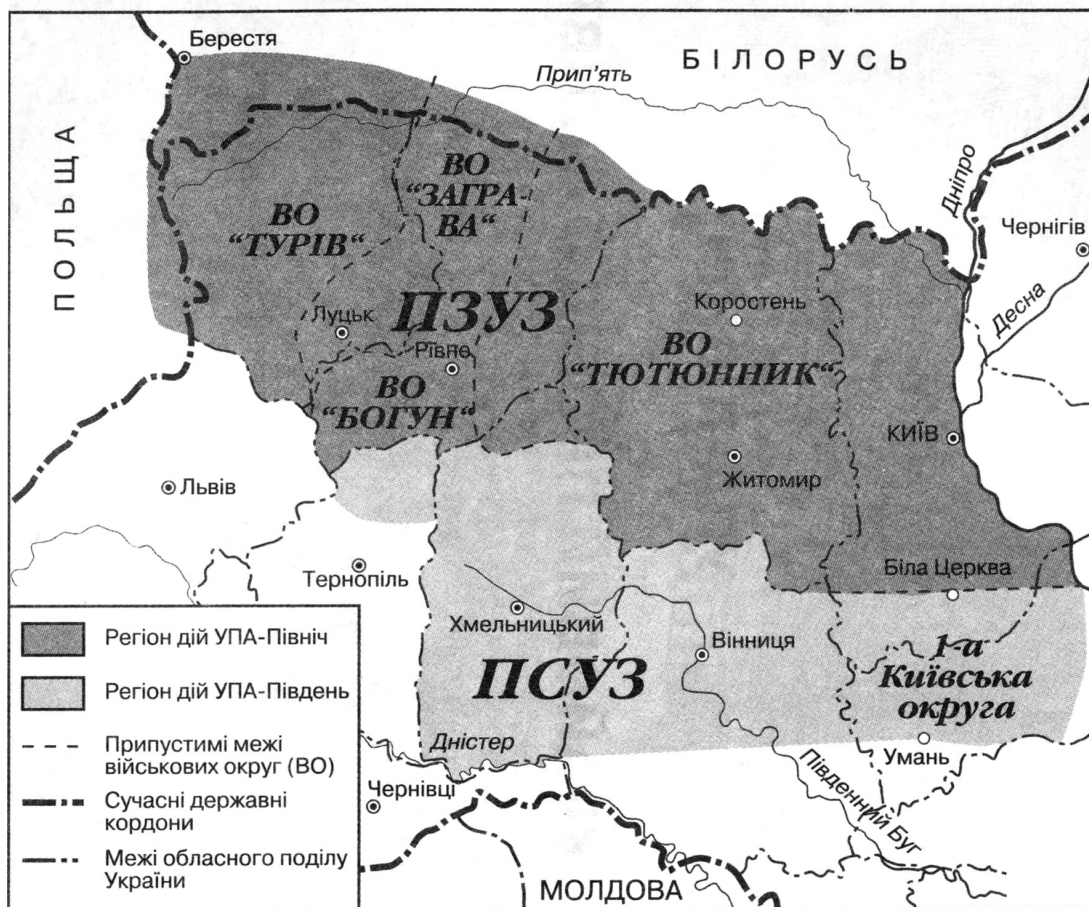 Берестя
БІЛОРУСЬ
Прип’ять
ПОЛЬЩА
Дніпро
Чернігів
Десна
ВО
“ЗАГРА-
ВА“
ВО
“ТУРІВ“
ПЗУЗ
Луцьк
Рівне
ВО
“БОГУН“
Коростень
ВО
“ТЮТЮННИК“
КИЇВ
Житомир
Львів
Тернопіль
Біла Церква
Хмельницький
Вінниця
ПСУЗ
1-а
Київська
округа
Умань
Дністер
Чернівці
Південний Буг
МОЛДОВА
Регіон дій УПА-Північ
Регіон дій УПА-Південь
Припустимі межі
військових округ (ВО)
Сучасні державні
кордони
Межі обласного поділу
України